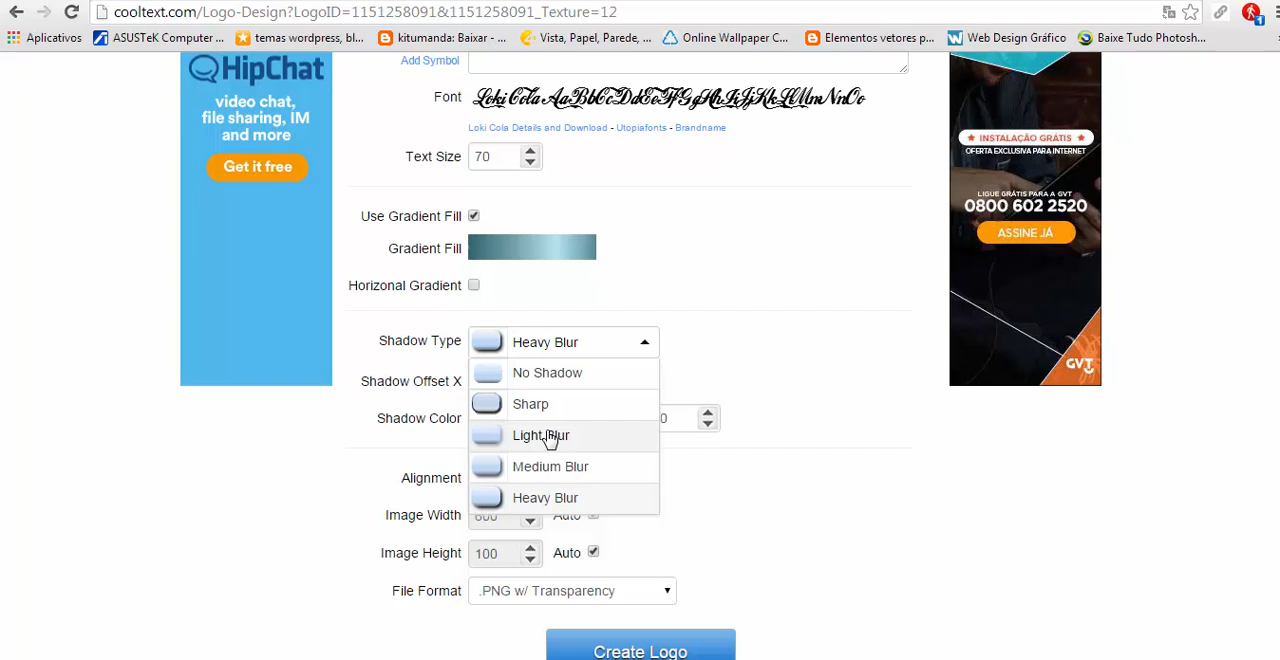 cooltext.com/Logo-Design?LogoID=1151258091&1151258091_Texture=12
Aplicativos ASUSTeK Computer ... temas wordpress, bl... kitumanda: Baixar - ... Vista, Papel, Parede, ... Online Wallpaper C... Elementos vetores p... Web Design Gráfico Baixe Tudo Photosh...
HipChat
video chat,
file sharing, IM
and more
Get it free
Add Symbol
Font Loki Cola AaBbCcDdEeFfGgHhIiJjKkLlMmNnOo
Loki Cola Details and Download - Utopiafonts - Brandname
Text Size 70
Use Gradient Fill
Gradient Fill
Horizonal Gradient
Shadow Type Heavy Blur
No Shadow
Shadow Offset X
Sharp
Shadow Color 0
Light Blur
Medium Blur
Alignment
Heavy Blur
Image Width 600 Auto
Image Height 100 Auto
File Format .PNG w/ Transparency
Create Logo
INSTALAÇÃO GRÁTIS
OFERTA EXCLUSIVA PARA INTERNET
LIGUE GRÁTIS PARA A GVT
0800 602 2520
ASSINE JÁ
GVT